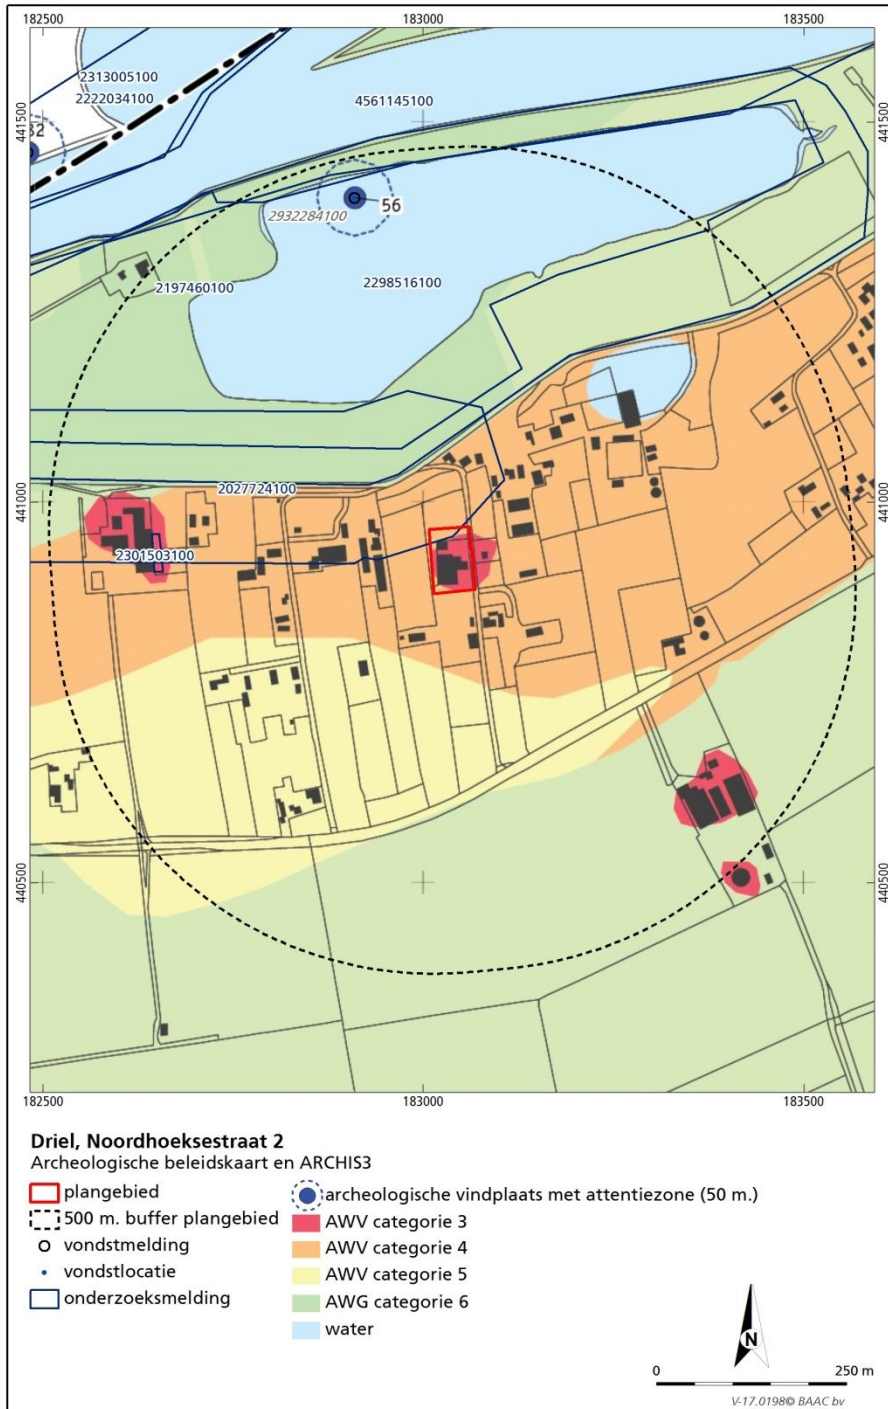 182500
183000
183500
441500
441500
2313005100
2222034100
4561145100
32
56
2932284100
2197460100
2298516100
441000
441000
2027724100
2301503100
440500
440500
182500
183000
183500
Driel, Noordhoeksestraat 2
Archeologische beleidskaart en ARCHIS3
plangebied
500 m. buffer plangebied
vondstmelding
vondstlocatie
onderzoeksmelding
archeologische vindplaats met attentiezone (50 m.)
AWV categorie 3
AWV categorie 4
AWV categorie 5
AWG categorie 6
water
N
0 250 m
V-17.0198© BAAC bv